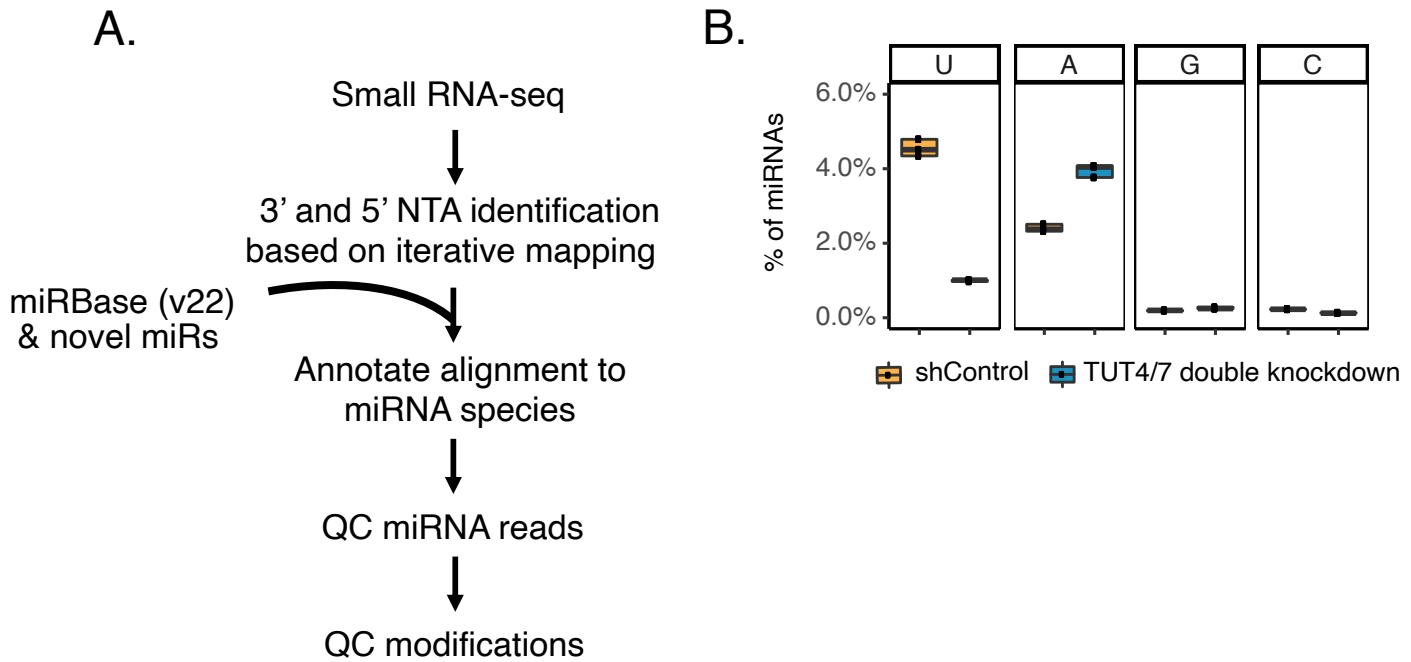 A.
Small RNA-seq
3’ and 5’ NTA identification
based on iterative mapping
miRBase (v22)
& novel miRs
Annotate alignment to
miRNA species
QC miRNA reads
QC modifications
B.
U A G C
% of miRNAs
6.0%
4.0%
2.0%
0.0%
shControl TUT4/7 double knockdown